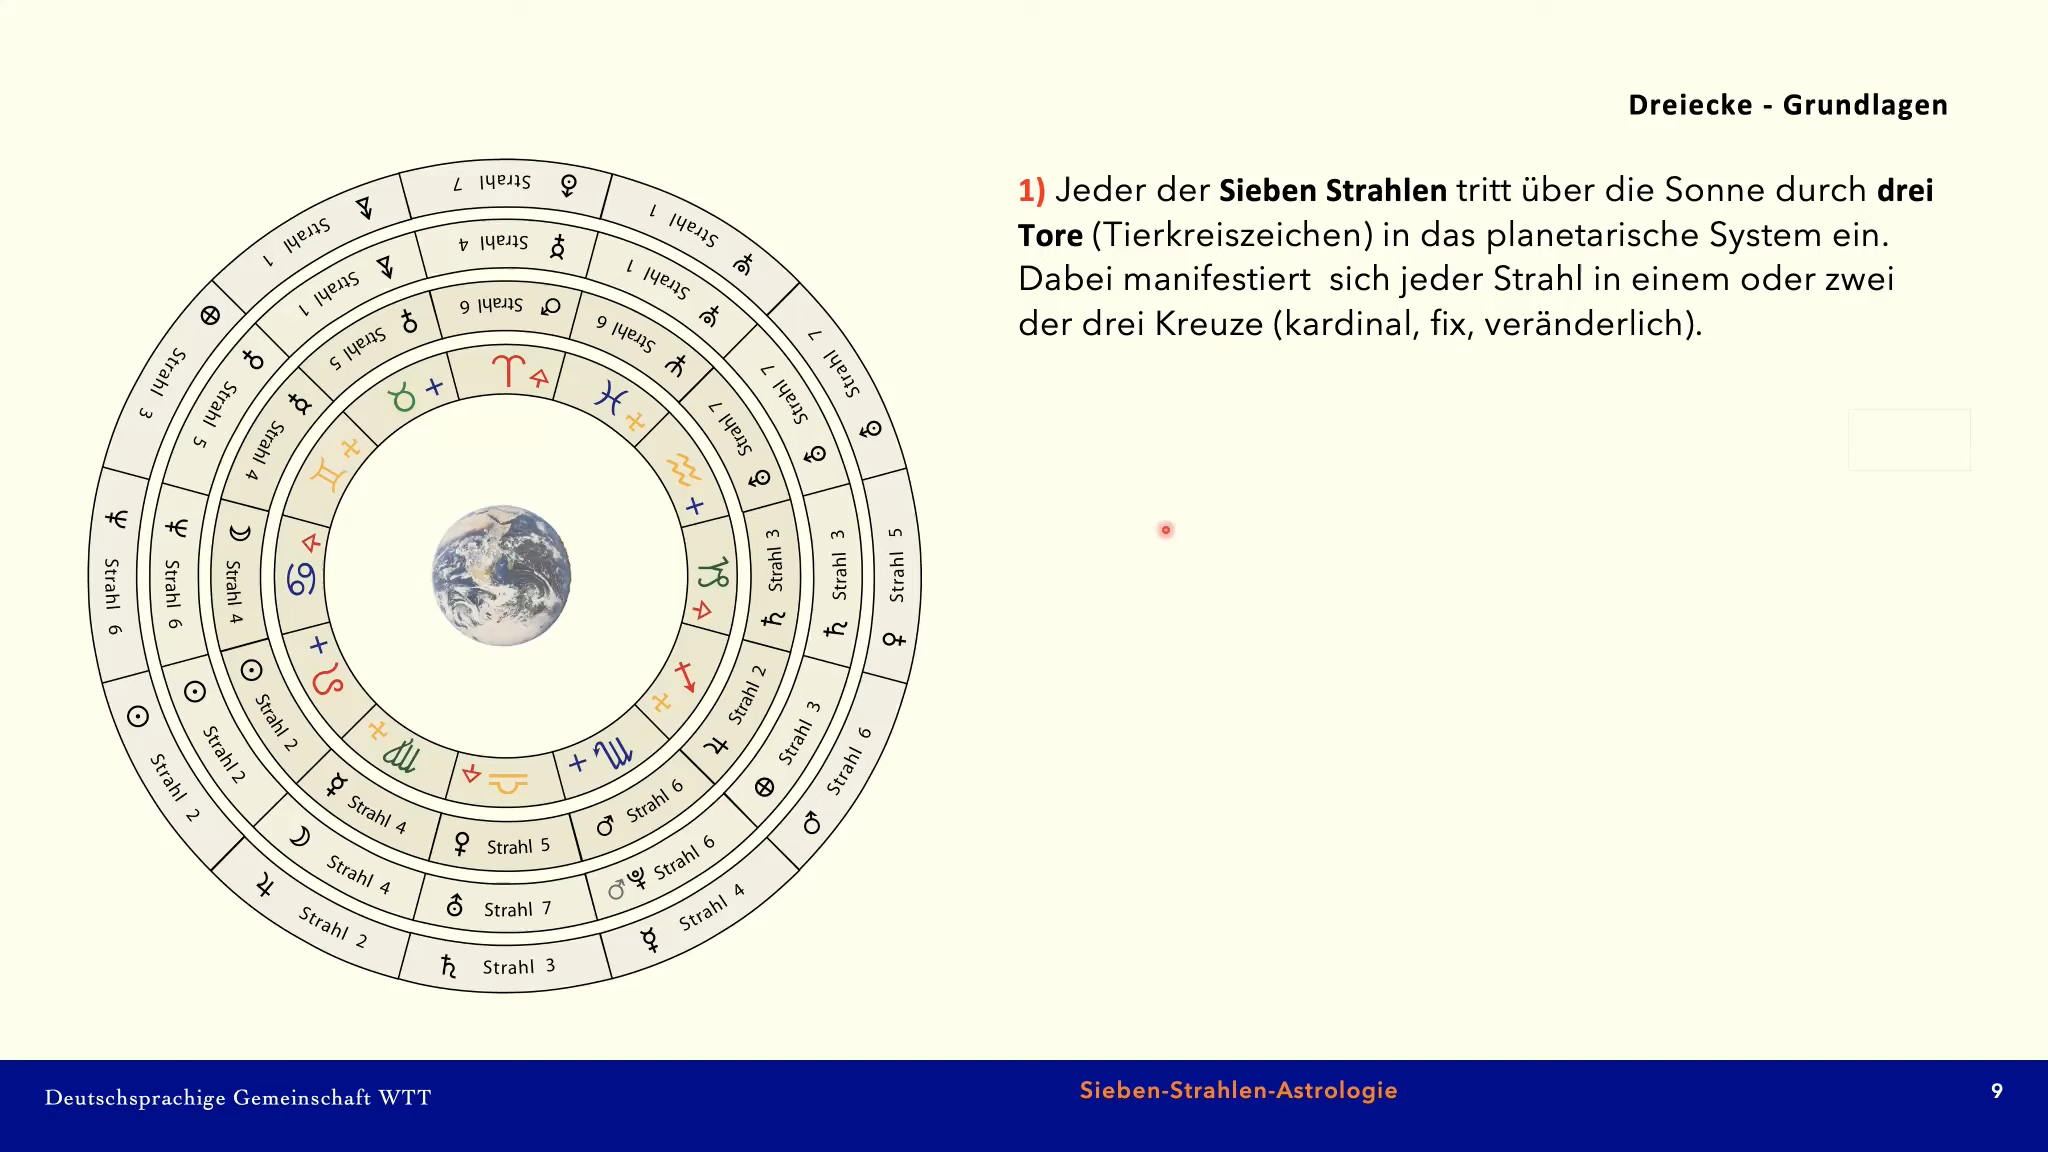 Dreiecke - Grundlagen
1) Jeder der Sieben Strahlen tritt über die Sonne durch drei
Tore (Tierkreiszeichen) in das planetarische System ein.
Dabei manifestiert  sich jeder Strahl in einem oder zwei
der drei Kreuze (kardinal, fix, veränderlich).
Strahl 7
Strahl 1
Strahl 3
Strahl 6
Strahl 2
Strahl 2
Strahl 3
Strahl 4
Strahl 6
Strahl 5
Strahl 7
Strahl 1
Strahl 4
Strahl 1
Strahl 5
Strahl 6
Strahl 2
Strahl 4
Strahl 7
Strahl 6
Strahl 3
Strahl 3
Strahl 7
Strahl 1
Strahl 6
Strahl 5
Strahl 4
Strahl 4
Strahl 2
Strahl 4
Strahl 5
Strahl 6
Strahl 2
Strahl 3
Strahl 7
Strahl 6
Deutschsprachige Gemeinschaft WTT
Sieben-Strahlen-Astrologie
9